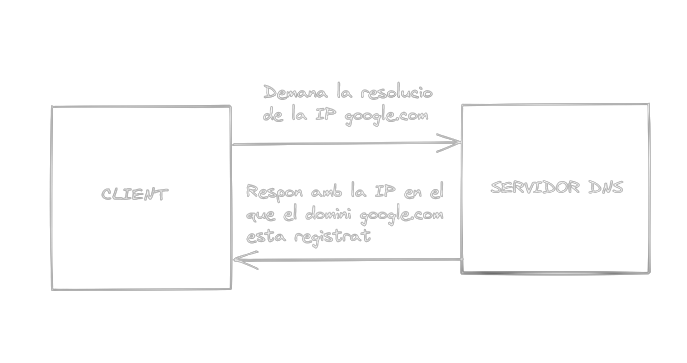 Demana la resolucio
de la IP google.com
CLIENT
SERVIDOR DNS
Respon amb la IP en el
que el domini google.com
esta registrat